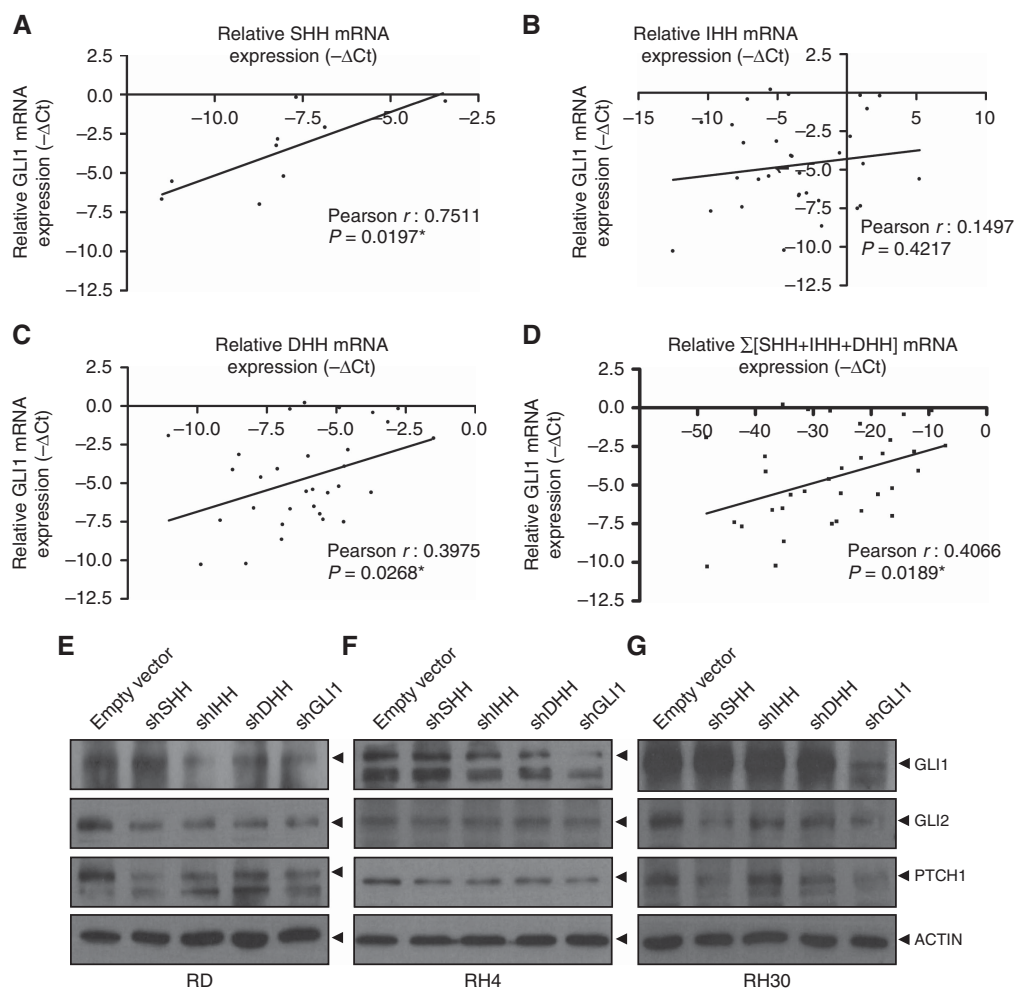 A
Relative SHH mRNA
expression (–ΔCt)
Relative GLI1 mRNA
expression (–ΔCt)
2.5
0.0
–2.5
–5.0
–7.5
–10.0
–12.5
–10.0
–7.5
–5.0
–2.5
Pearson r : 0.7511
P = 0.0197*
B
Relative IHH mRNA
expression (–ΔCt)
Relative GLI1 mRNA
expression (–ΔCt)
2.5
–15
–10
–5
5
10
–2.5
–5.0
–7.5
–10.0
–12.5
0
Pearson r : 0.1497
P = 0.4217
C
Relative DHH mRNA
expression (–ΔCt)
Relative GLI1 mRNA
expression (–ΔCt)
2.5
0.0
–2.5
–5.0
–7.5
–10.0
–12.5
–10.0
–7.5
–5.0
–2.5
0.0
Pearson r : 0.3975
P = 0.0268*
D
Relative Σ[SHH+IHH+DHH] mRNA
expression (–ΔCt)
Relative GLI1 mRNA
expression (–ΔCt)
2.5
0.0
–2.5
–5.0
–7.5
–10.0
–12.5
–50
–40
–30
–20
–10
0
Pearson r : 0.4066
P = 0.0189*
E
Empty vector
shSHH
shIHH
shDHH
shGLI1
RD
F
Empty vector
shSHH
shIHH
shDHH
shGLI1
RH4
G
Empty vector
shSHH
shIHH
shDHH
shGLI1
GLI1
GLI2
PTCH1
ACTIN
RH30